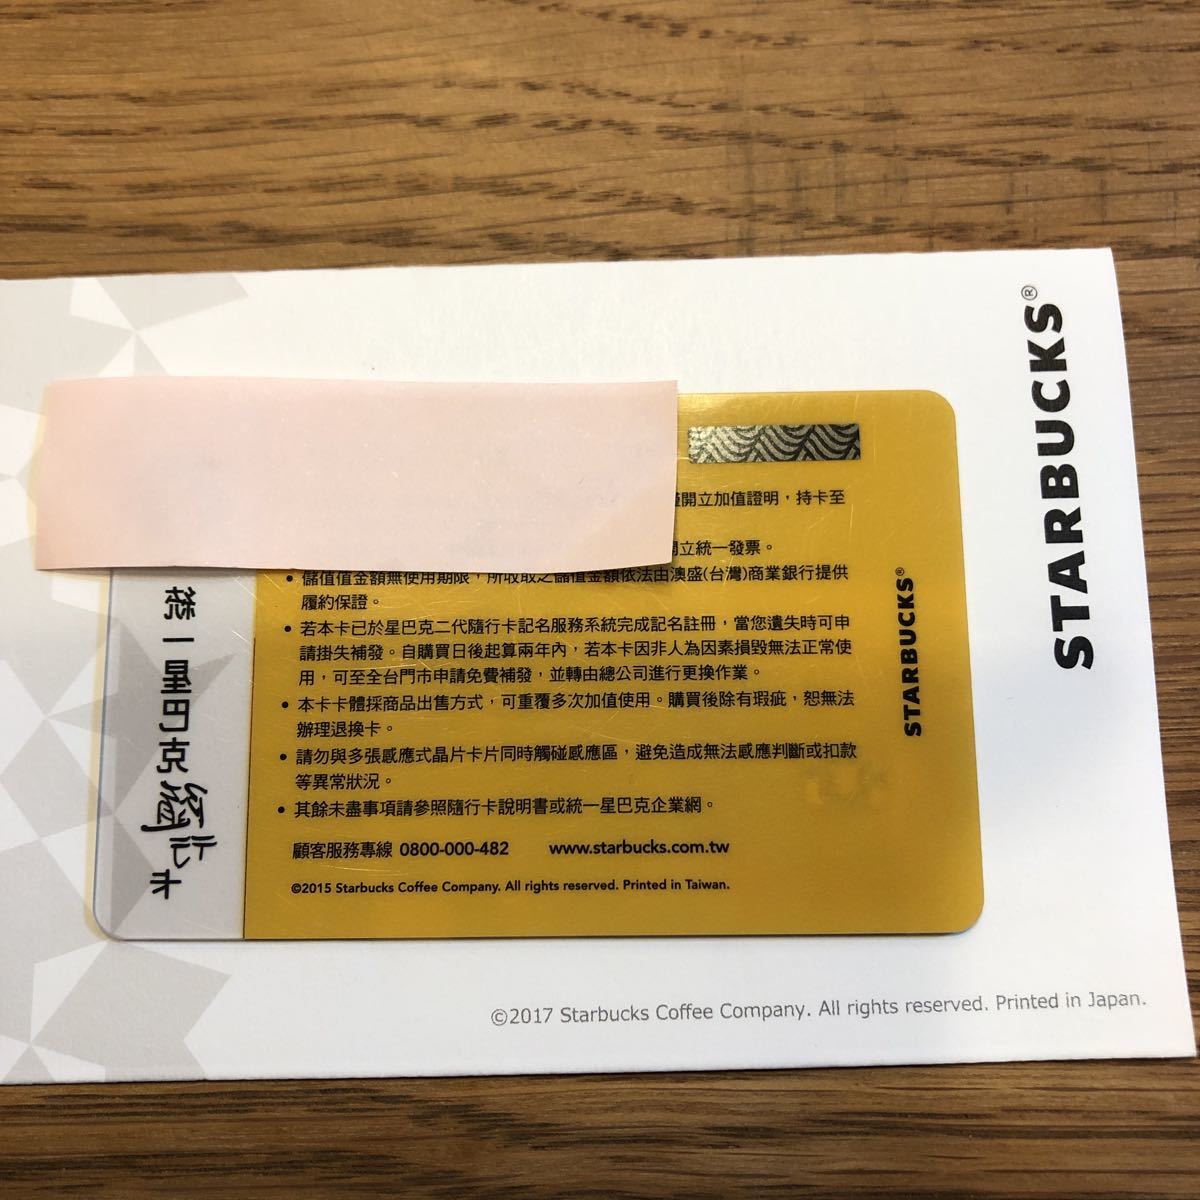 STARBUCKS®
開立加值證明，持卡至
立統一發票。
• 儲值值金額無使用期限，所收取之儲值金額依法由澳盛(台灣)商業銀行提供
履約保證。
• 若本卡已於星巴克二代隨行卡記名服務系統完成記名註冊，當您遺失時可申
請掛失補發。自購買日後起算兩年內，若本卡因非人為因素損毀無法正常使
用，可至全台門市申請免費補發，並轉由總公司進行更換作業。
• 本卡卡體採商品出售方式，可重覆多次加值使用。購買後除有瑕疵，恕無法
辦理退換卡。
• 請勿與多張感應式晶片卡片同時觸碰感應區，避免造成無法感應判斷或扣款
等異常狀況。
• 其餘未盡事項請參照隨行卡說明書或統一星巴克企業網。
顧客服務專線 0800-000-482 www.starbucks.com.tw
©2015 Starbucks Coffee Company. All rights reserved. Printed in Taiwan.
STARBUCKS®
統一星巴克隨行卡
©2017 Starbucks Coffee Company. All rights reserved. Printed in Japan.